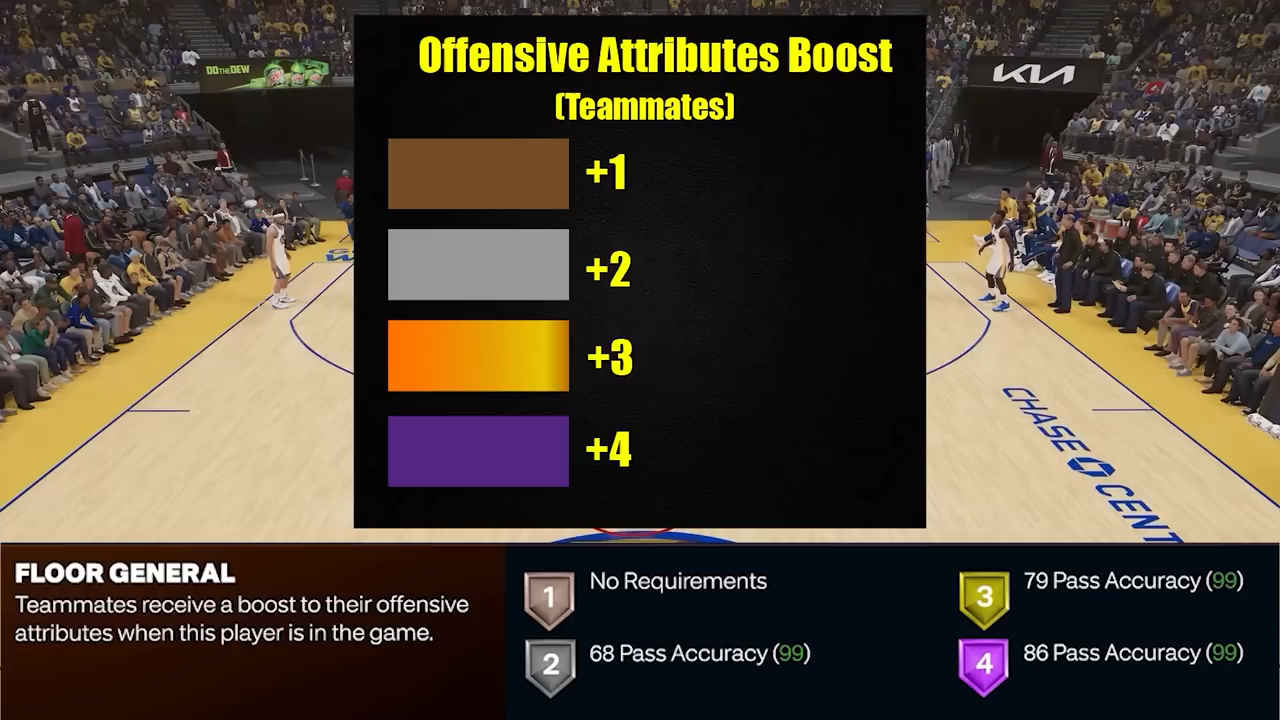 Offensive Attributes Boost
(Teammates)
DO THE DEW
KIA
+1
+2
+3
+4
CHASE CENT
FLOOR GENERAL
Teammates receive a boost to their offensive
attributes when this player is in the game.
1 No Requirements
2 68 Pass Accuracy (99)
3 79 Pass Accuracy (99)
4 86 Pass Accuracy (99)